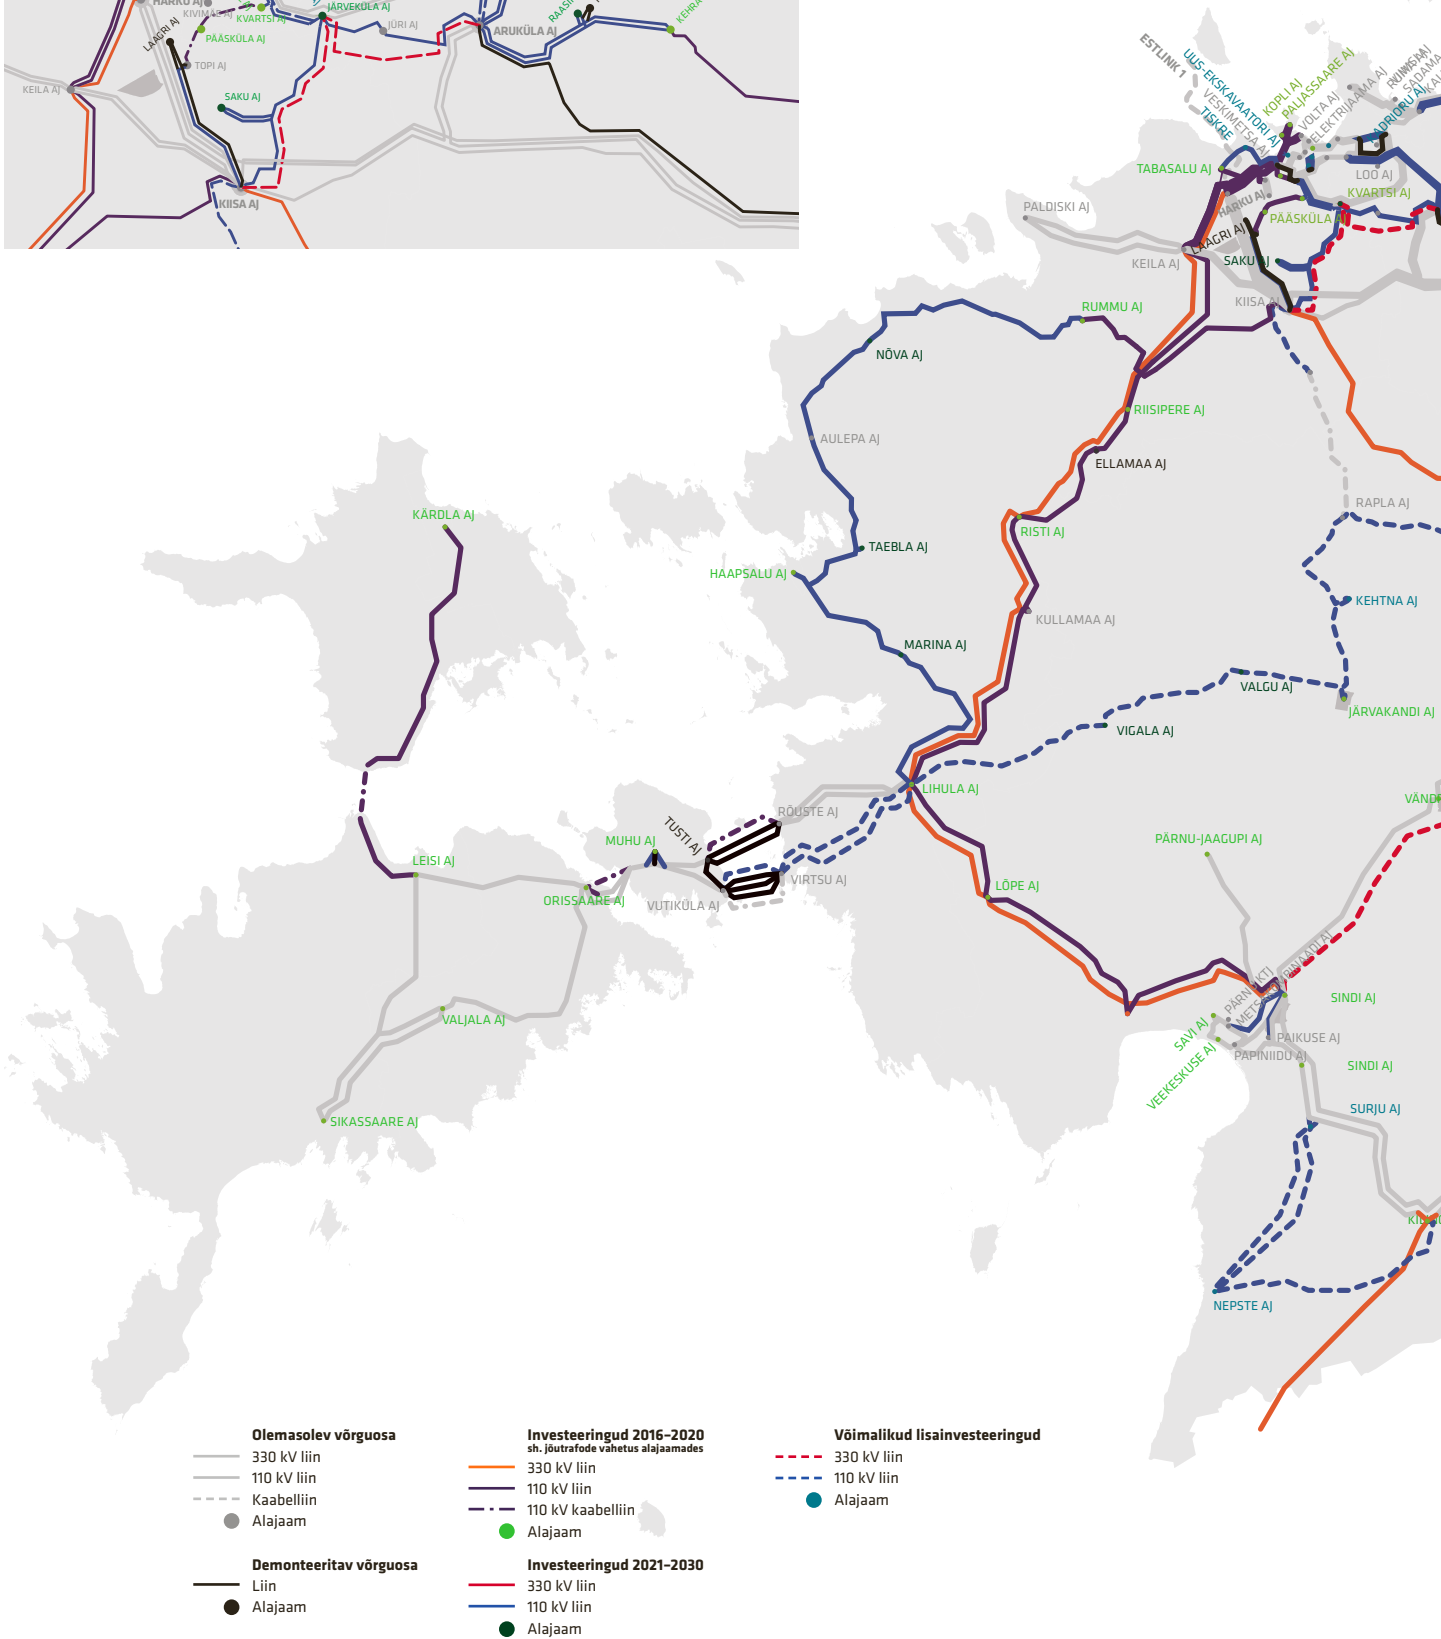 HARKU AJ
KIVIMÄE AJ
KVARTSI AJ
JÄRVEKÜLA AJ
LAAGRI AJ
PÄÄSKÜLA AJ
JÜRI AJ
ARUKÜLA AJ
TOPI AJ
KEILA AJ
SAKU AJ
KIISA AJ
ESTLINK 1
UUS-EKSKAVAATORI AJ
VESKIMETSA AJ
TISKRE
KOPLI AJ
PALJASSAARE AJ
VOLTA AJ
ELEKTRIJAAMA AJ
TABASALU AJ
LOO AJ
KVARTSI AJ
HARKU AJ
PÄÄSKÜLA AJ
PALDISKI AJ
LAAGRI AJ
KEILA AJ
SAKU AJ
KIISA AJ
RUMMU AJ
NÕVA AJ
RIISIPERE AJ
AULEPA AJ
ELLAMAA AJ
RAPLA AJ
KÄRDLA AJ
RISTI AJ
TAEBLA AJ
HAAPSALU AJ
KEHTNA AJ
KULLAMAA AJ
MARINA AJ
VALGU AJ
JÄRVAKANDI AJ
VIGALA AJ
LIHULA AJ
RÕUSTE AJ
TUSTI AJ
MUHU AJ
PÄRNU-JAAGUPI AJ
LEISI AJ
VIRTSU AJ
LÕPE AJ
ORISSAARE AJ
VUTIKÜLA AJ
SINDI AJ
VALJALA AJ
SAVI AJ
PAIKUSE AJ
PAPINIIDU AJ
VEEKESKUSE AJ
SINDI AJ
SURJU AJ
SIKASSAARE AJ
NEPSTE AJ
Olemasolev võrguosa
330 kV liin
110 kV liin
Kaabelliin
Alajaam
Demonteeritav võrguosa
Liin
Alajaam
Investeeringud 2016–2020
sh. jõutrafode vahetus alajaamades
330 kV liin
110 kV liin
110 kV kaabelliin
Alajaam
Investeeringud 2021–2030
330 kV liin
110 kV liin
Alajaam
Võimalikud lisainvesteeringud
330 kV liin
110 kV liin
Alajaam